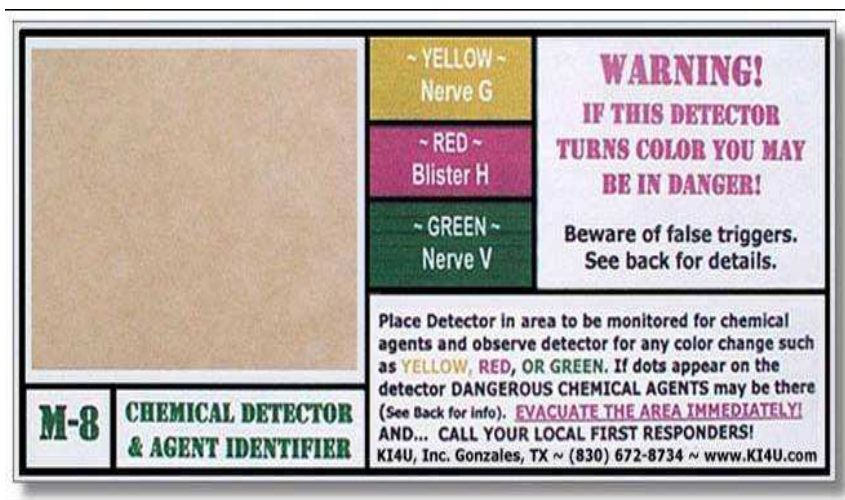 ~ YELLOW ~
Nerve G
~ RED ~
Blister H
~ GREEN ~
Nerve V
WARNING!
IF THIS DETECTOR
TURNS COLOR YOU MAY
BE IN DANGER!
Beware of false triggers.
See back for details.
Place Detector in area to be monitored for chemical
agents and observe detector for any color change such
as YELLOW, RED, OR GREEN. If dots appear on the
detector DANGEROUS CHEMICAL AGENTS may be there
(See Back for info). EVACUATE THE AREA IMMEDIATELY!
AND... CALL YOUR LOCAL FIRST RESPONDERS!
KI4U, Inc. Gonzales, TX ~ (830) 672-8734 ~ www.KI4U.com
M-8
CHEMICAL DETECTOR
& AGENT IDENTIFIER